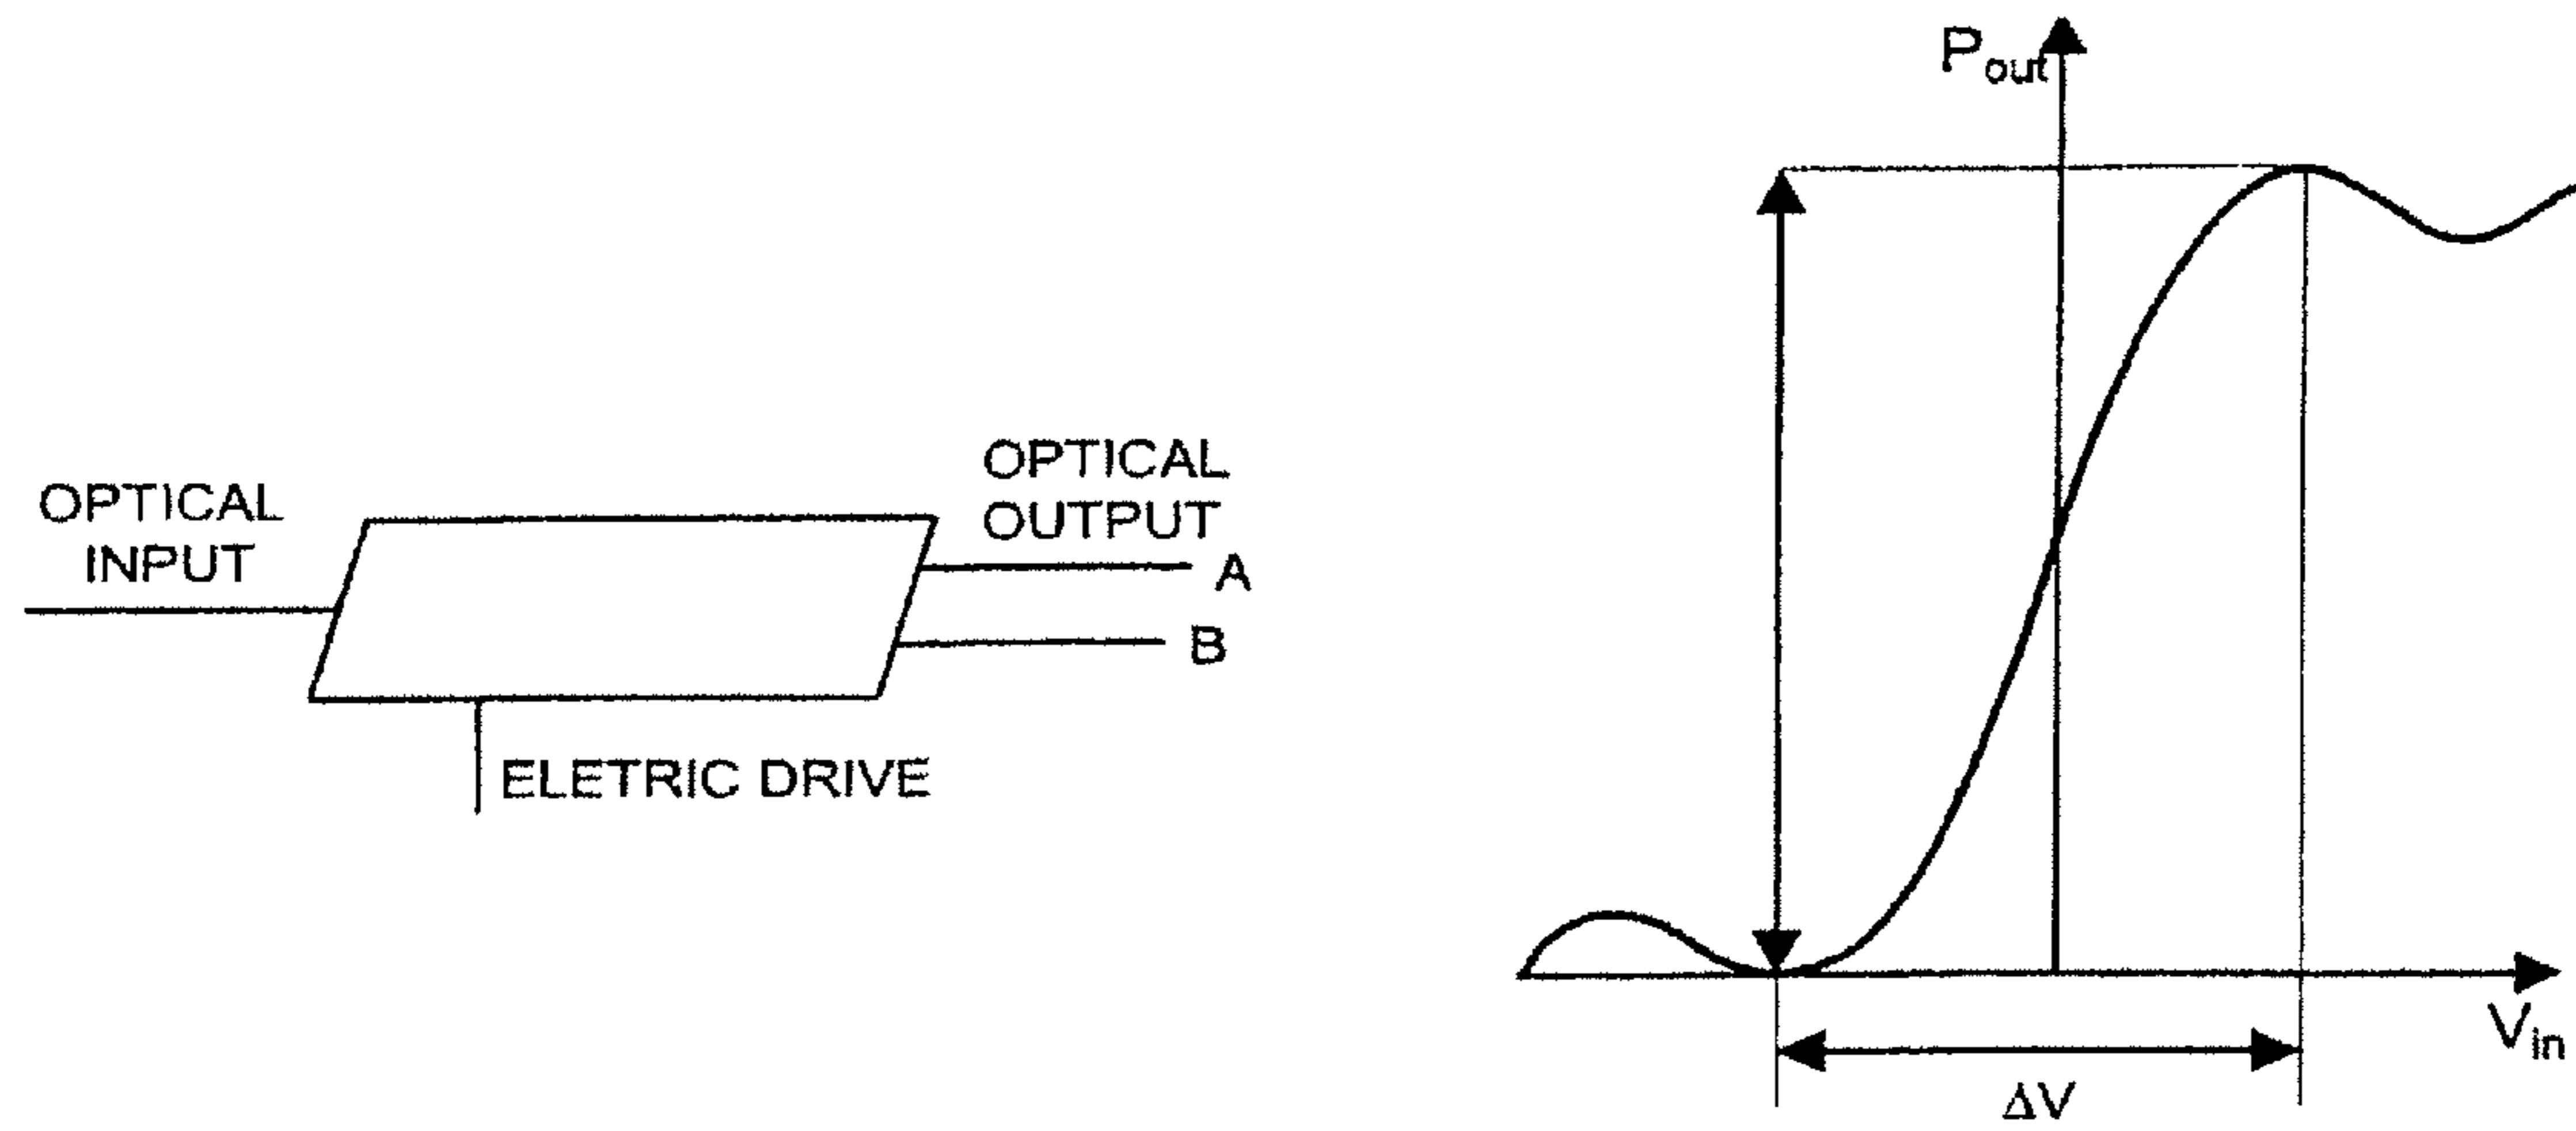 OPTICAL
INPUT
OPTICAL
OUTPUT
A
B
ELETRIC DRIVE
Pout
Vin
ΔV